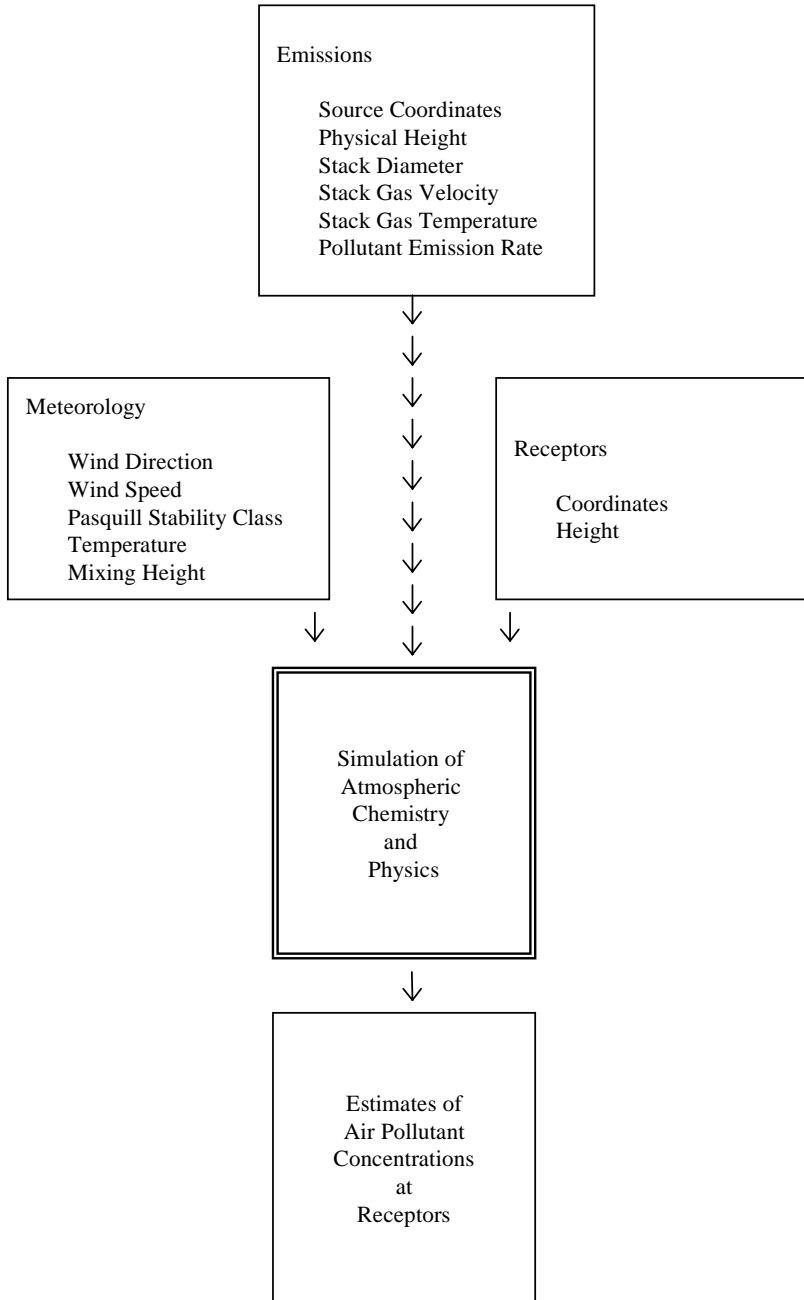 Emissions
Source Coordinates
Physical Height
Stack Diameter
Stack Gas Velocity
Stack Gas Temperature
Pollutant Emission Rate
Meteorology
Wind Direction
Wind Speed
Pasquill Stability Class
Temperature
Mixing Height
Receptors
Coordinates
Height
Simulation of
Atmospheric
Chemistry
and
Physics
Estimates of
Air Pollutant
Concentrations
at
Receptors